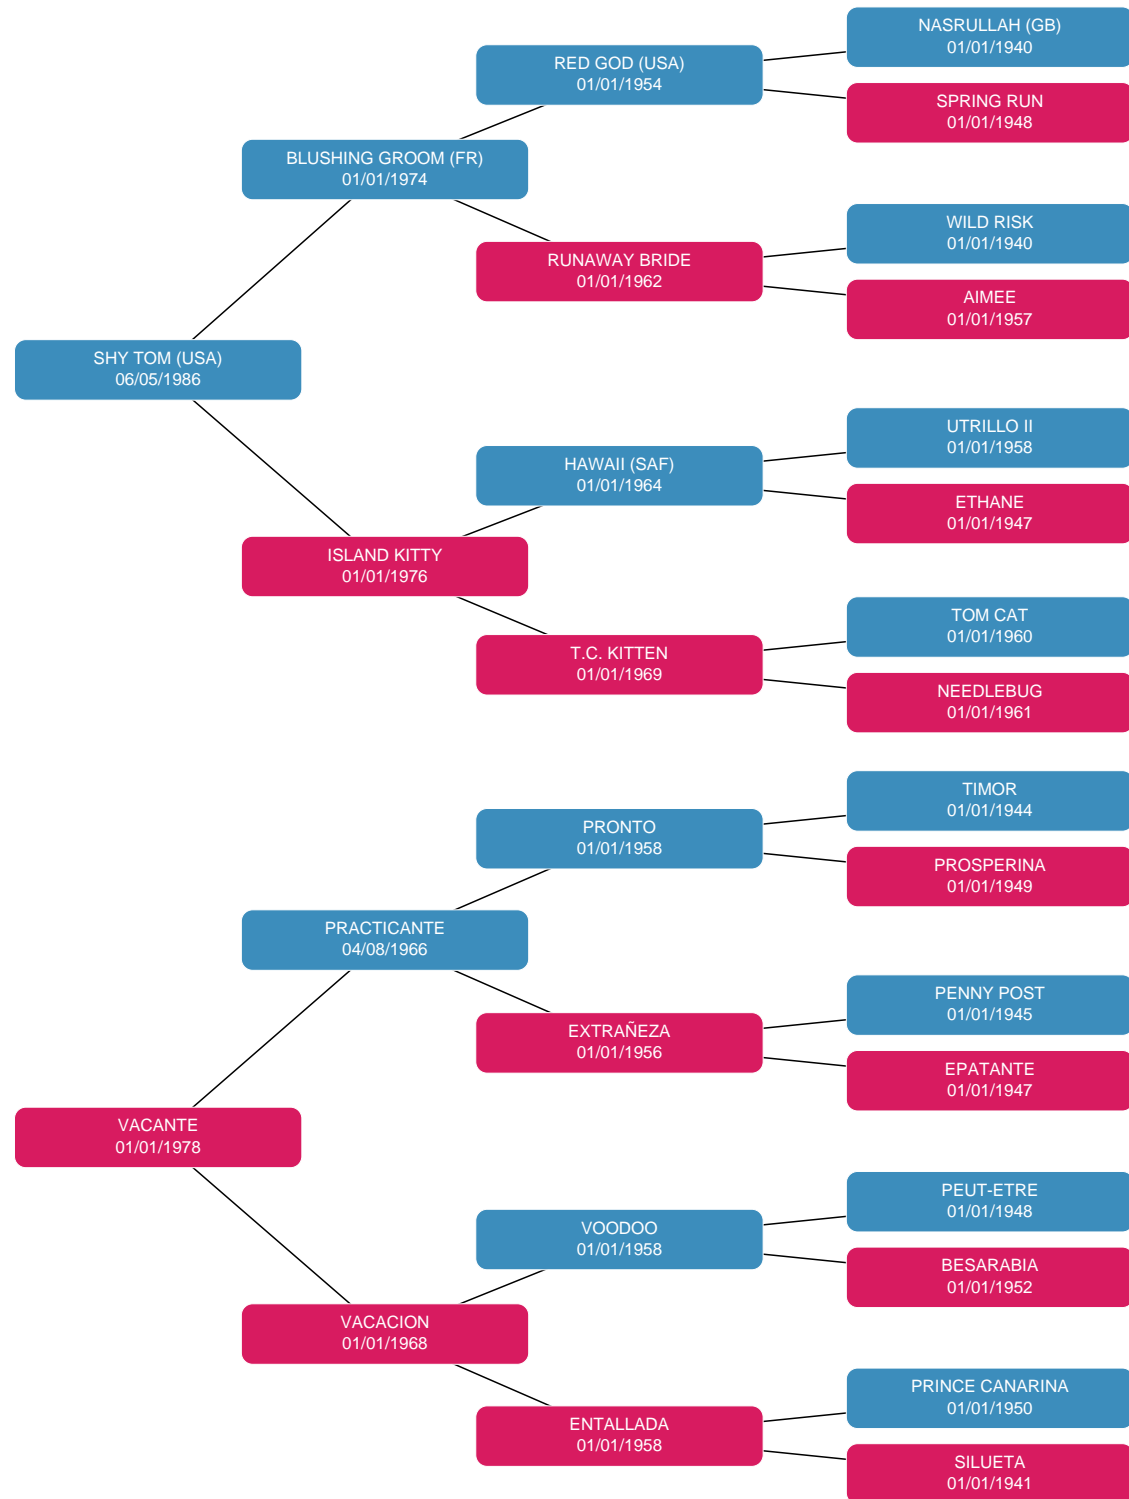 NASRULLAH (GB)
01/01/1940
RED GOD (USA)
01/01/1954
SPRING RUN
01/01/1948
BLUSHING GROOM (FR)
01/01/1974
WILD RISK
01/01/1940
RUNAWAY BRIDE
01/01/1962
AIMEE
01/01/1957
SHY TOM (USA)
06/05/1986
UTRILLO II
01/01/1958
HAWAII (SAF)
01/01/1964
ETHANE
01/01/1947
ISLAND KITTY
01/01/1976
TOM CAT
01/01/1960
T.C. KITTEN
01/01/1969
NEEDLEBUG
01/01/1961
TIMOR
01/01/1944
PRONTO
01/01/1958
PROSPERINA
01/01/1949
PRACTICANTE
04/08/1966
PENNY POST
01/01/1945
EXTRAÑEZA
01/01/1956
EPATANTE
01/01/1947
VACANTE
01/01/1978
PEUT-ETRE
01/01/1948
VOODOO
01/01/1958
BESARABIA
01/01/1952
VACACION
01/01/1968
PRINCE CANARINA
01/01/1950
ENTALLADA
01/01/1958
SILUETA
01/01/1941